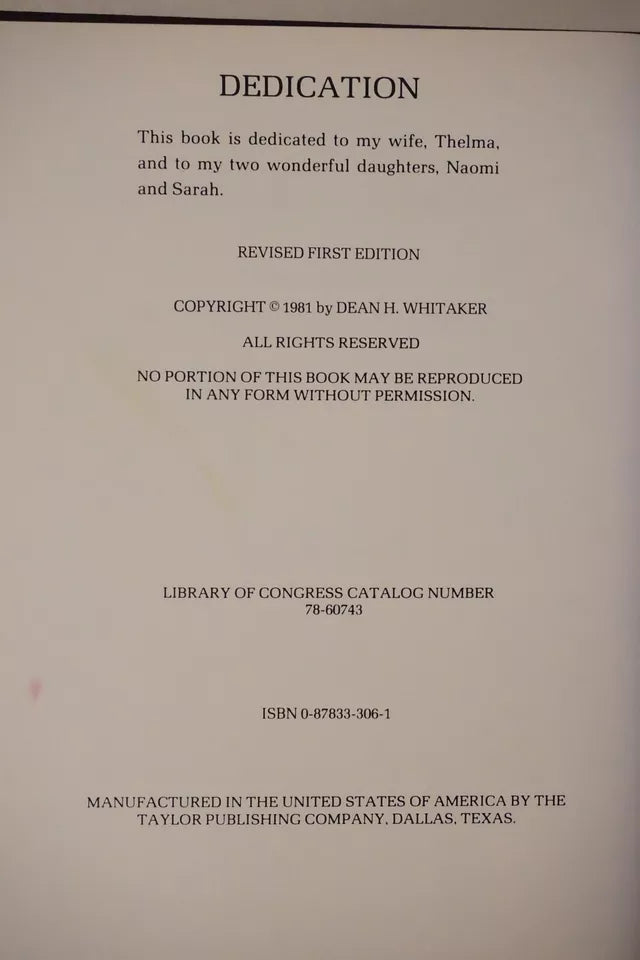 DEDICATION
This book is dedicated to my wife, Thelma,
and to my two wonderful daughters, Naomi
and Sarah.
REVISED FIRST EDITION
COPYRIGHT © 1981 by DEAN H. WHITAKER
ALL RIGHTS RESERVED
NO PORTION OF THIS BOOK MAY BE REPRODUCED
IN ANY FORM WITHOUT PERMISSION.
LIBRARY OF CONGRESS CATALOG NUMBER
78-60743
ISBN 0-87833-306-1
MANUFACTURED IN THE UNITED STATES OF AMERICA BY THE
TAYLOR PUBLISHING COMPANY, DALLAS, TEXAS.